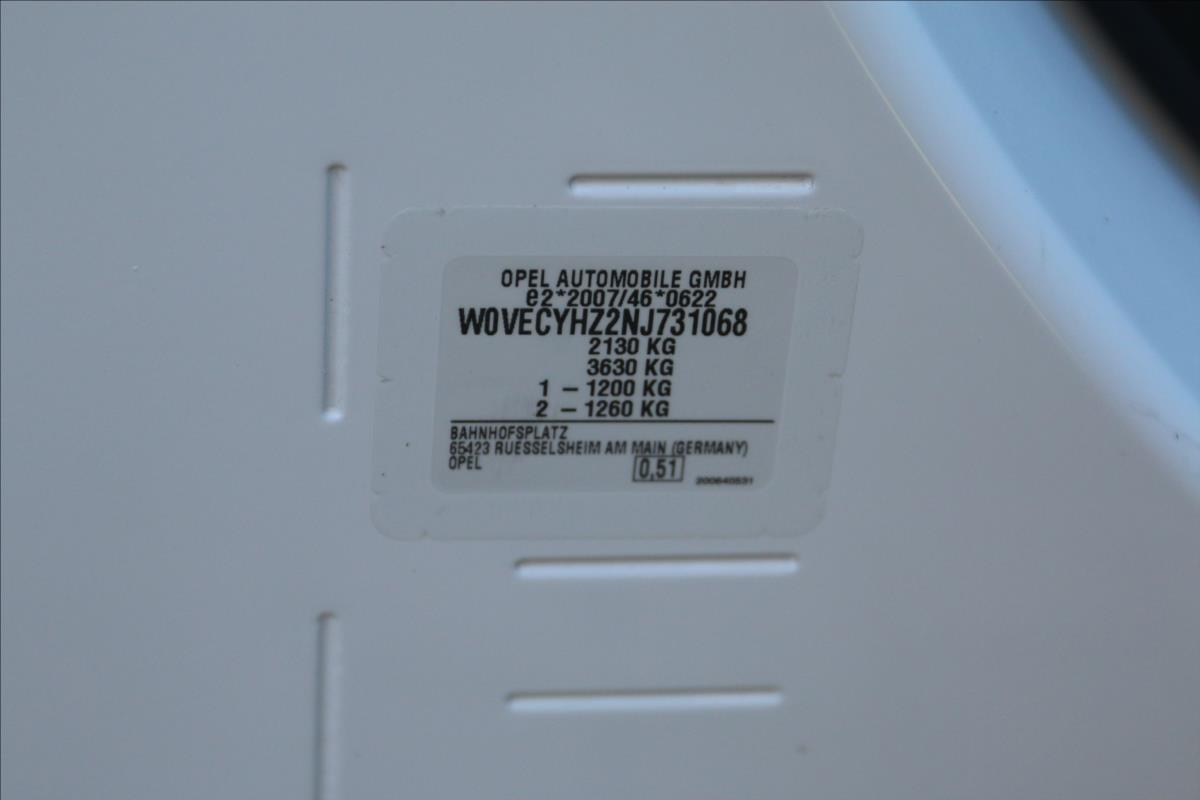 OPEL AUTOMOBILE GMBH
e2*2007/46*0622
W0VECYHZ2NJ731068
2130 KG
3630 KG
1 – 1200 KG
2 – 1260 KG
BAHNHOFSPLATZ
65423 RUESSELSHEIM AM MAIN (GERMANY)
OPEL
0,51
200640531